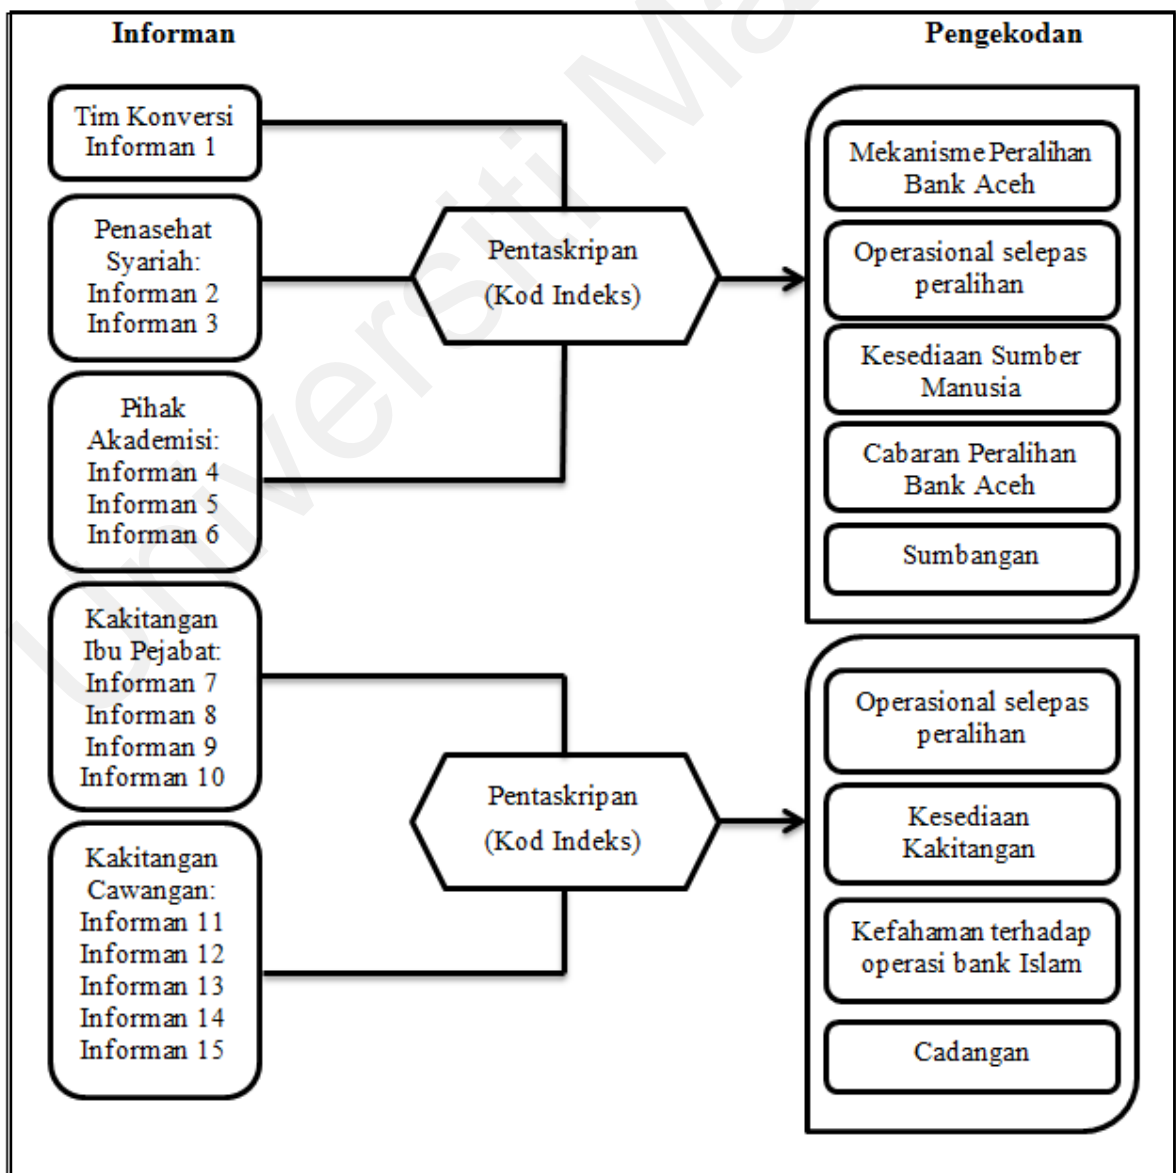 Informan
Tim Konversi
Informan 1
Penasehat
Syariah:
Informan 2
Informan 3
Pihak
Akademisi:
Informan 4
Informan 5
Informan 6
Kakitangan
Ibu Pejabat:
Informan 7
Informan 8
Informan 9
Informan 10
Kakitangan
Cawangan:
Informan 11
Informan 12
Informan 13
Informan 14
Informan 15
Pentaskripan
(Kod Indeks)
Pentaskripan
(Kod Indeks)
Pengekodan
Mekanisme Peralihan
Bank Aceh
Operasional selepas
peralihan
Kesediaan Sumber
Manusia
Cabaran Peralihan
Bank Aceh
Sumbangan
Operasional selepas
peralihan
Kesediaan
Kakitangan
Kefahaman terhadap
operasi bank Islam
Cadangan
Universiti Ma